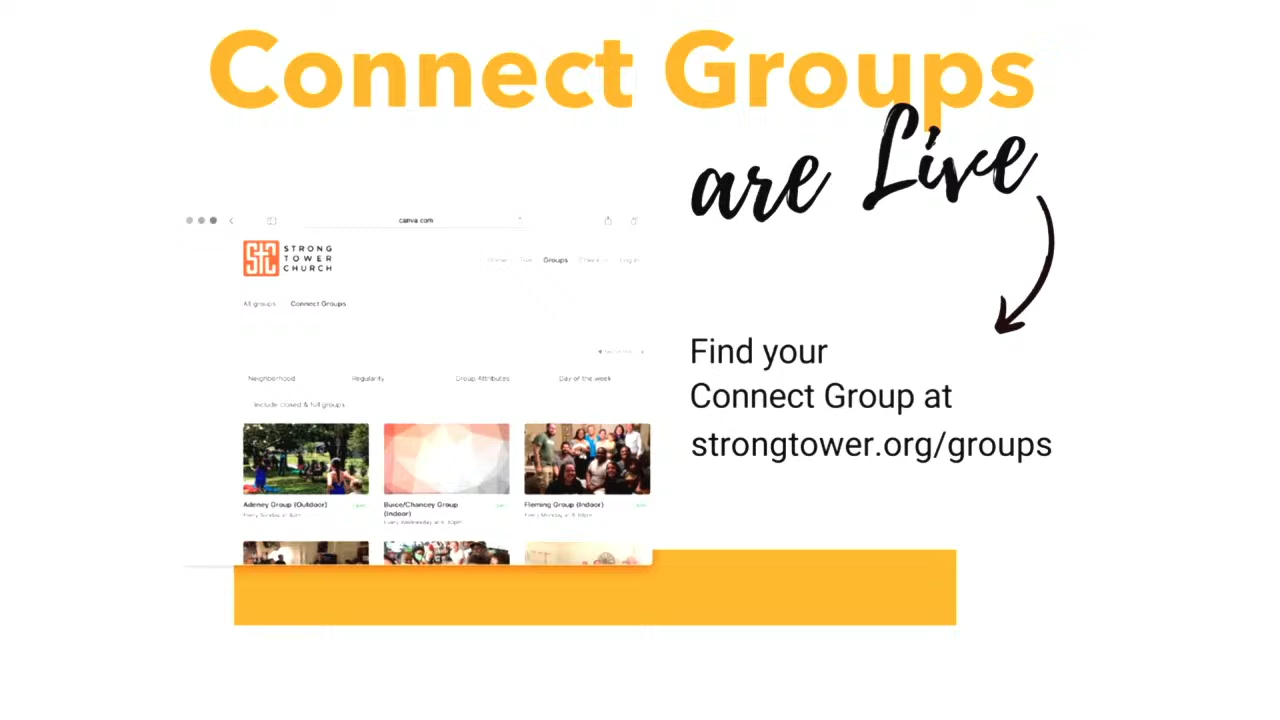 Connect Groups
are Live
canva.com
STRONG
TOWER
CHURCH
Groups
All groups Connect Groups
Find your
Connect Group at
strongtower.org/groups
Neighborhood Regularity Group Attributes Day of the week
Include closed & full groups
Adeney Group (Outdoor) Buice/Chancey Group (Indoor) Fleming Group (Indoor)